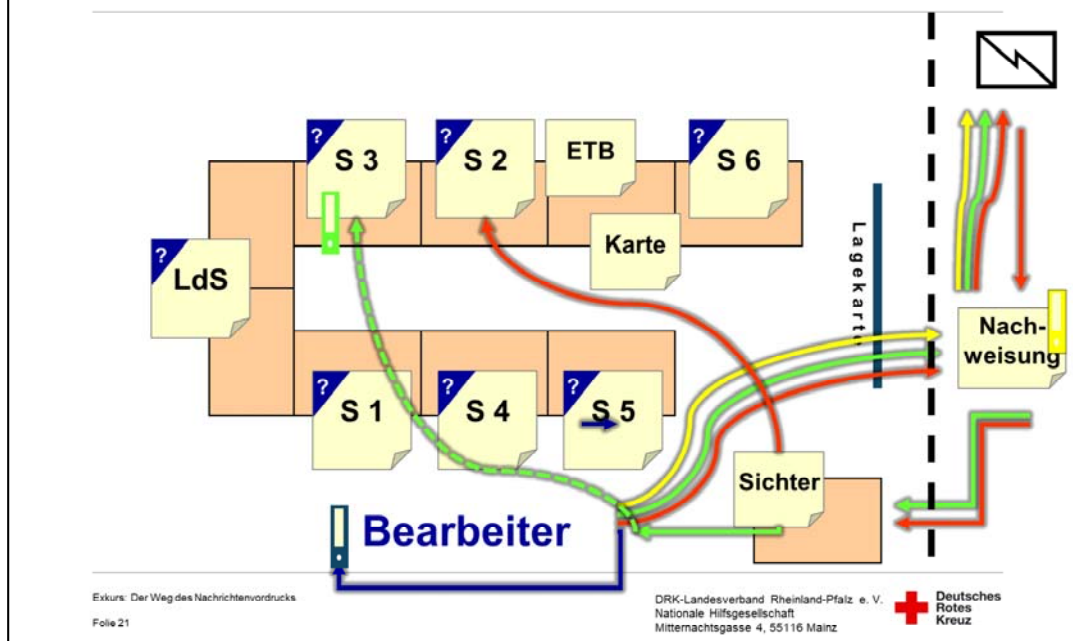 ?
S 3
?
S 2
ETB
?
S 6
Karte
?
LdS
Lagekarte
Nach-
weisung
?
S 1
?
S 4
?
S 5
Sichter
Bearbeiter
Exkurs: Der Weg des Nachrichtenvordrucks
Folie 21
DRK-Landesverband Rheinland-Pfalz e. V.
Nationale Hilfsgesellschaft
Mitternachtsgasse 4, 55116 Mainz
Deutsches
Rotes
Kreuz